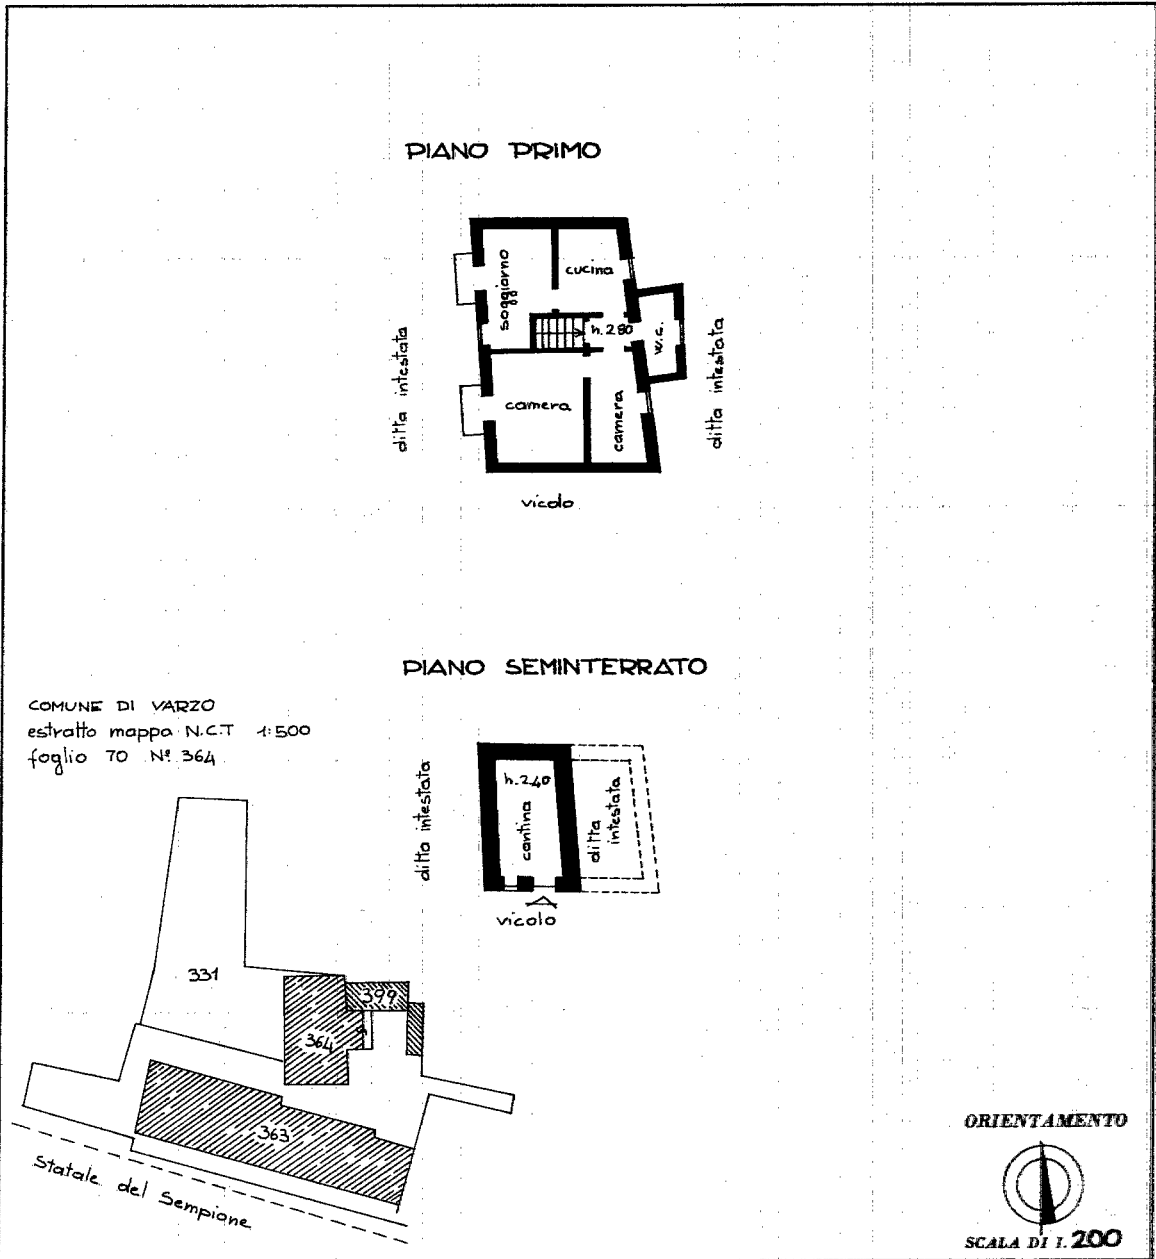 PIANO PRIMO
soggiorno
cucina
h. 280
w.c.
camera
camera
ditta intestata
ditta intestata
vicolo
PIANO SEMINTERRATO
COMUNE DI VARZO
estratto mappa N.C.T 1:500
foglio 70 Nº 364
ditta intestata
h. 2.40
cantina
ditta
intestata
vicolo
331
399
364
363
Statale del Sempione
ORIENTAMENTO
SCALA DI 1. 200